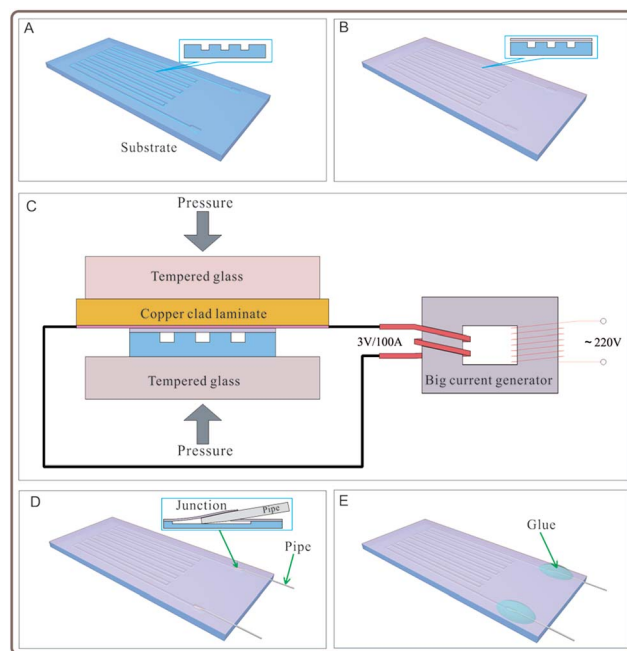 A
Substrate
B
C
Pressure
Tempered glass
Copper clad laminate
Tempered glass
Pressure
3V/100A
~220V
Big current generator
D
Junction
Pipe
Pipe
E
Glue